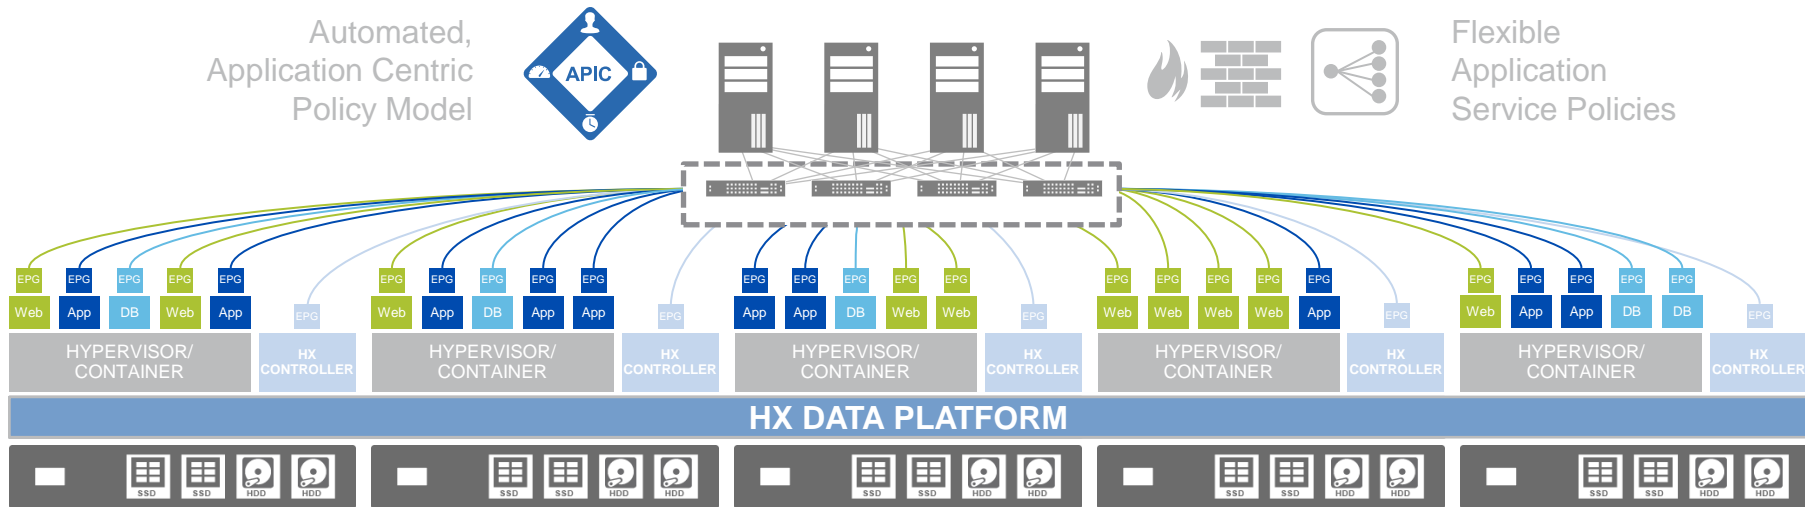 Automated,
Application Centric
Policy Model
APIC
Flexible
Application
Service Policies
EPG EPG EPG EPG EPG EPG EPG EPG EPG EPG EPG EPG EPG EPG EPG EPG EPG EPG EPG EPG EPG EPG EPG EPG EPG
Web App DB Web App EPG Web App DB App App EPG App App DB Web Web EPG Web Web Web Web App EPG Web App App DB DB EPG
HYPERVISOR/ HX HYPERVISOR/ HX HYPERVISOR/ HX HYPERVISOR/ HX HYPERVISOR/ HX
CONTAINER CONTROLLER CONTAINER CONTROLLER CONTAINER CONTROLLER CONTAINER CONTROLLER CONTAINER CONTROLLER
HX DATA PLATFORM
SSD SSD HDD HDD SSD SSD HDD HDD SSD SSD HDD HDD SSD SSD HDD HDD SSD SSD HDD HDD